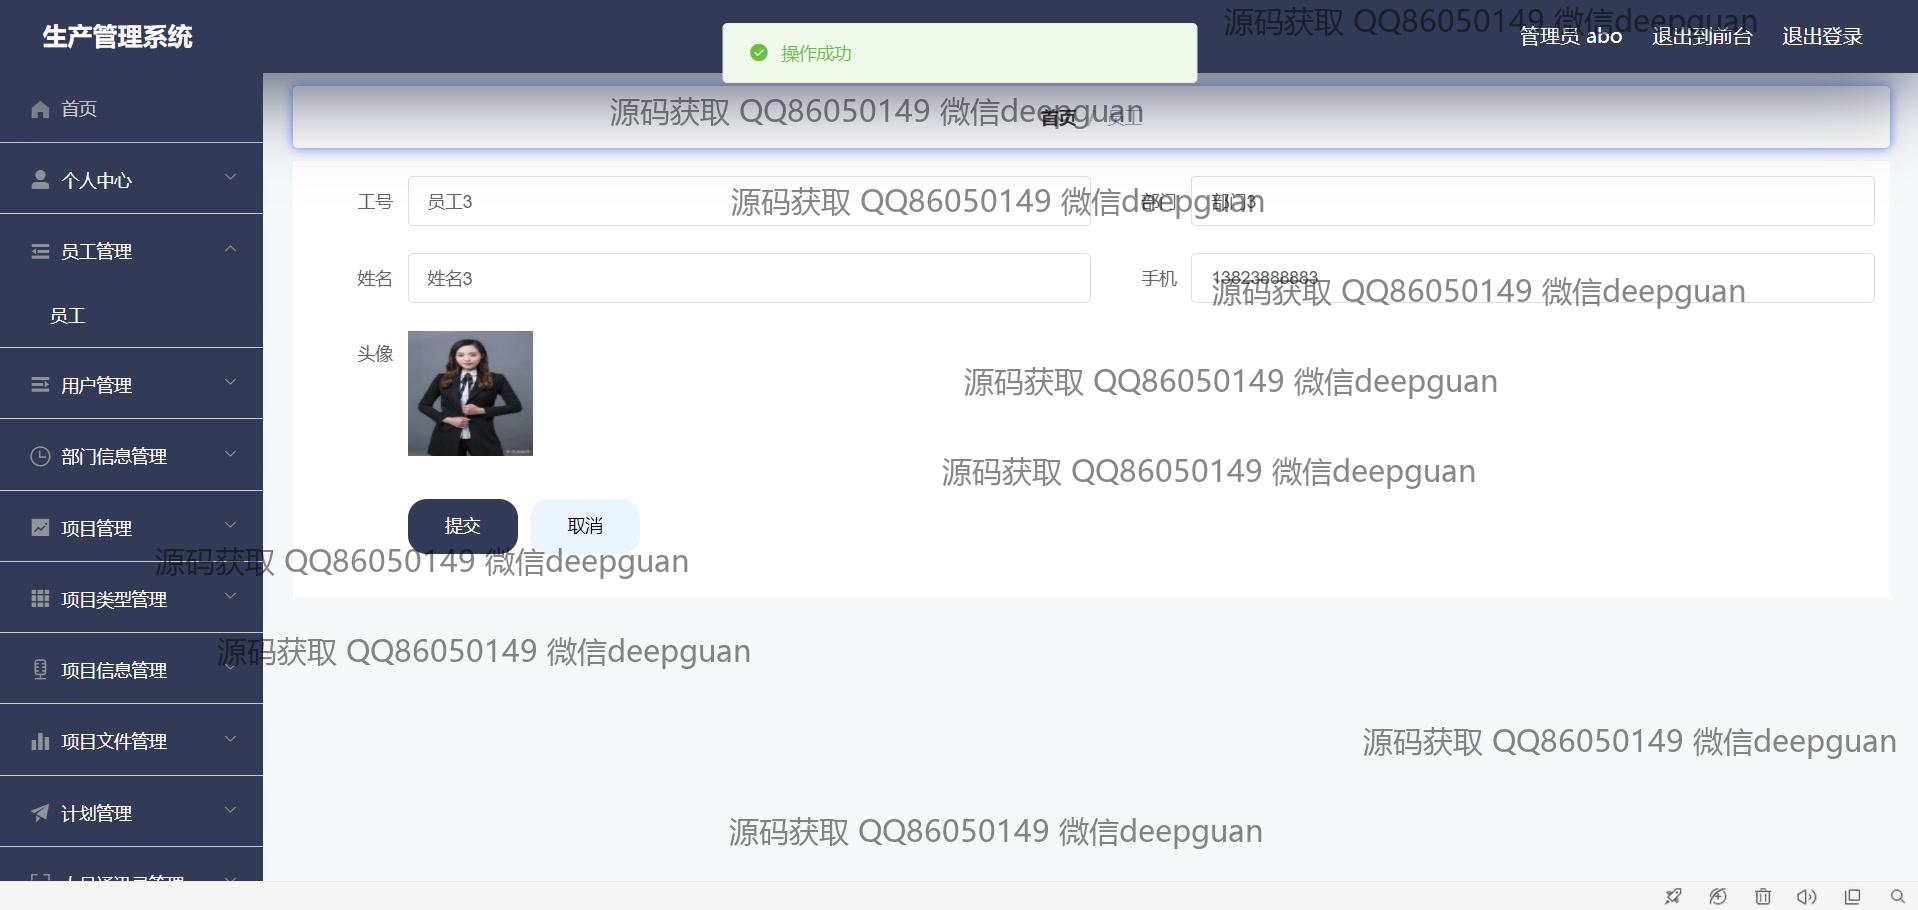 生产管理系统
操作成功
源码获取 QQ86050149 微信deepguan
管理员 abo
退出到前台
退出登录
首页
源码获取 QQ86050149 微信deepguan
首页
员工
个人中心
工号
员工3
源码获取 QQ86050149 微信deepguan
部门
部门3
员工管理
姓名
姓名3
手机
13823888883
源码获取 QQ86050149 微信deepguan
员工
头像
用户管理
源码获取 QQ86050149 微信deepguan
部门信息管理
源码获取 QQ86050149 微信deepguan
项目管理
提交
取消
源码获取 QQ86050149 微信deepguan
项目类型管理
源码获取 QQ86050149 微信deepguan
项目信息管理
项目文件管理
源码获取 QQ86050149 微信deepguan
计划管理
源码获取 QQ86050149 微信deepguan